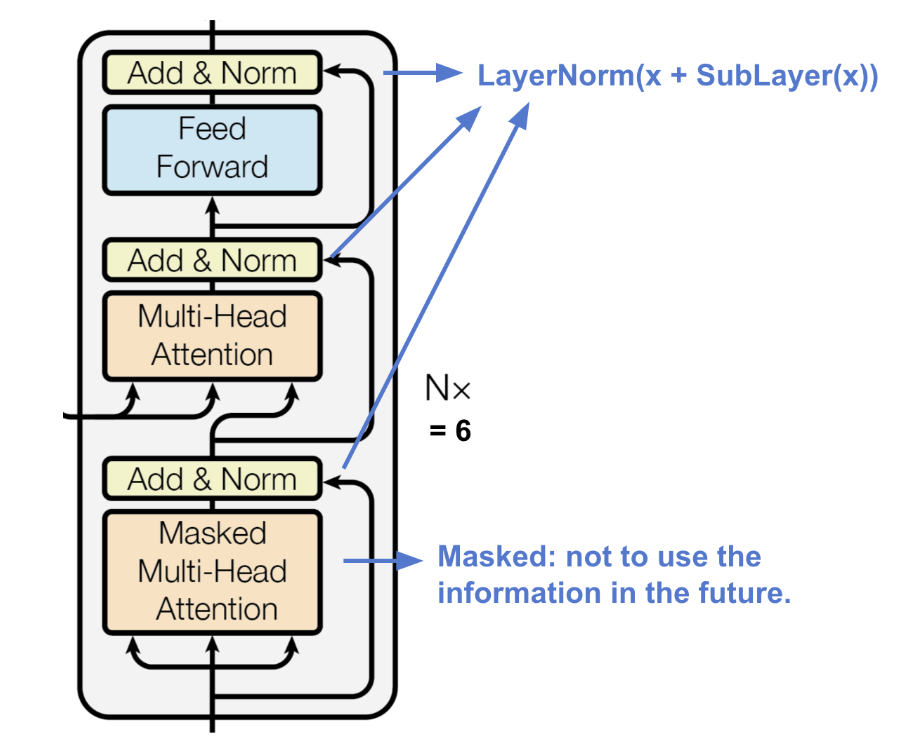 Add & Norm
LayerNorm(x + SubLayer(x))
Feed
Forward
Add & Norm
Multi-Head
Attention
N×
= 6
Add & Norm
Masked
Multi-Head
Attention
Masked: not to use the
information in the future.